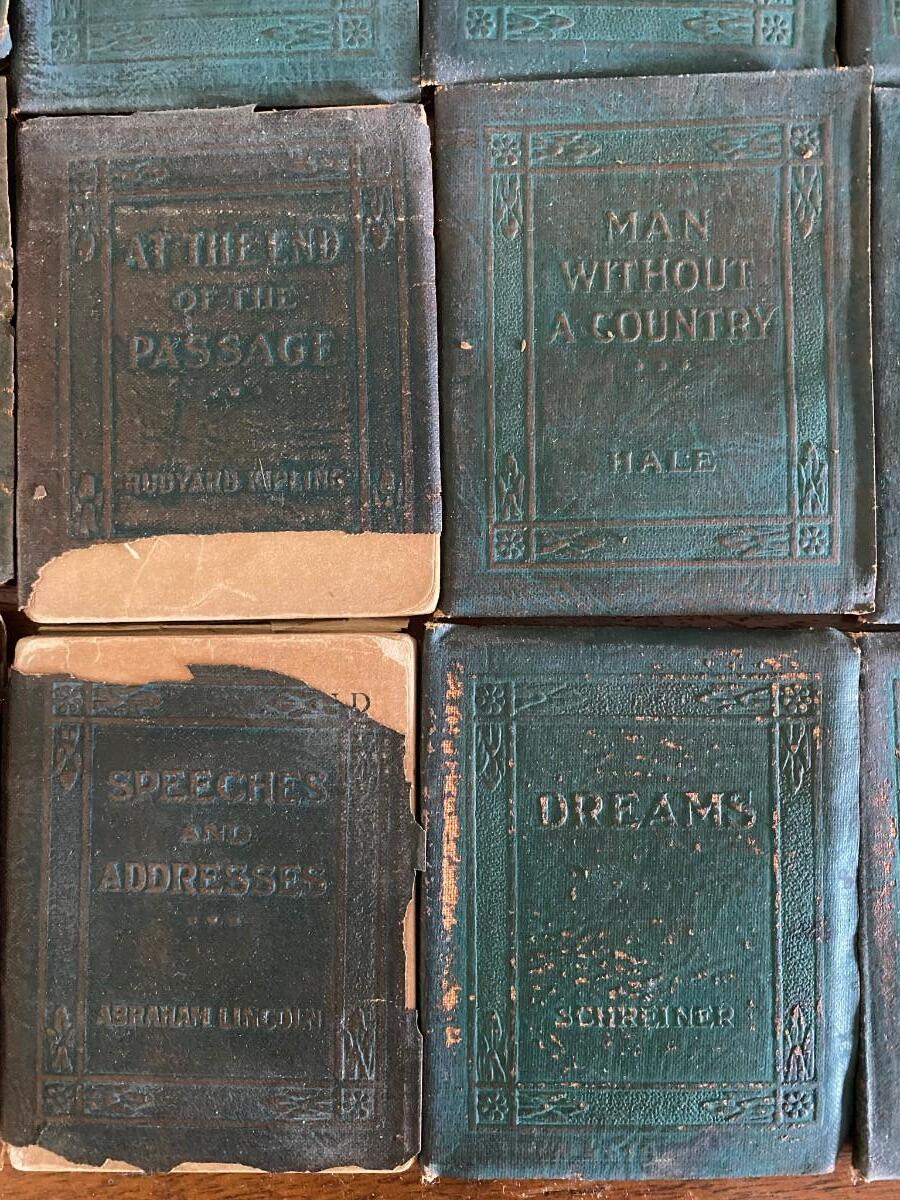 AT THE END
OF THE
PASSAGE
RUDYARD KIPLING
MAN
WITHOUT
A COUNTRY
HALE
LD
SPEECHES
AND
ADDRESSES
ABRAHAM LINCOLN
DREAMS
SCHREINER